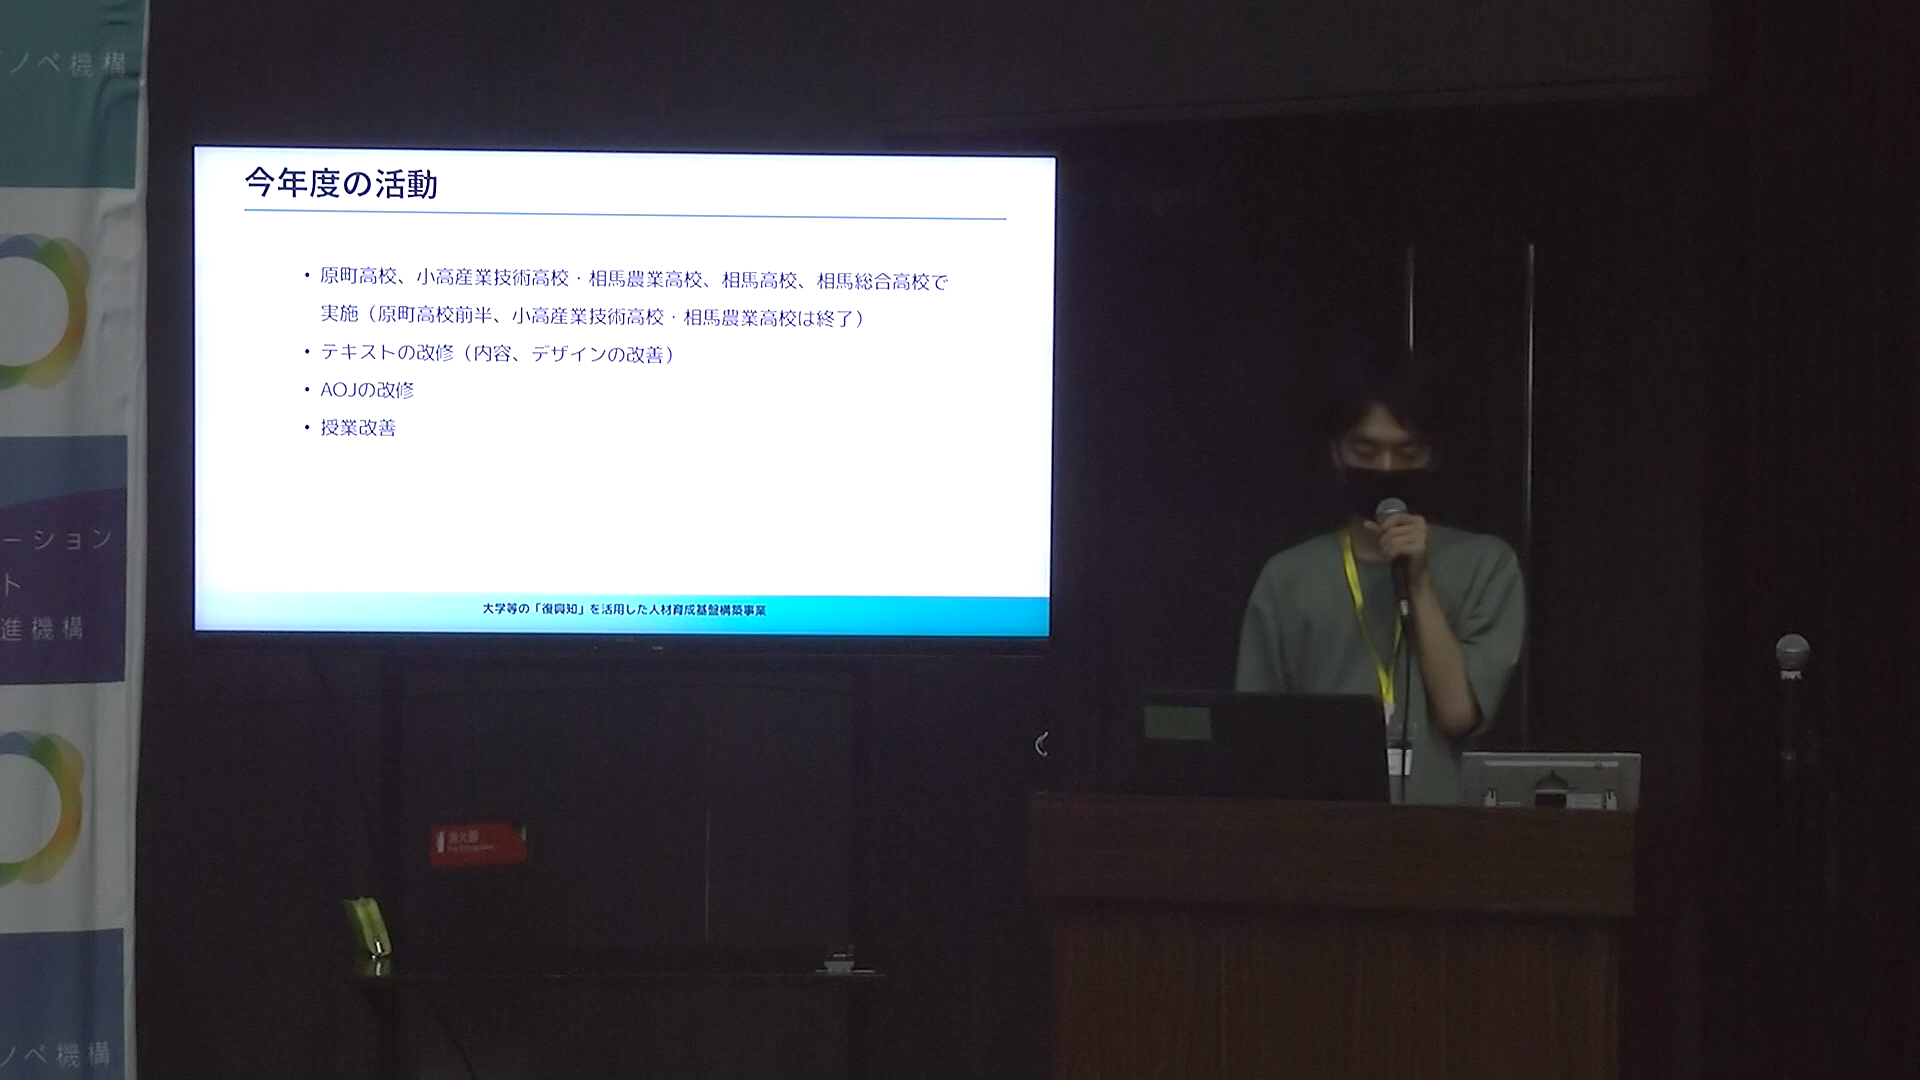 ノベ機構
今年度の活動
・原町高校、小高産業技術高校・相馬農業高校、相馬高校、相馬総合高校で
実施（原町高校前半、小高産業技術高校・相馬農業高校は終了）
・テキストの改修（内容、デザインの改善）
・AOJの改修
・授業改善
大学等の「復興知」を活用した人材育成基盤構築事業
ーション
ト
進機構
消火器
ノベ機構